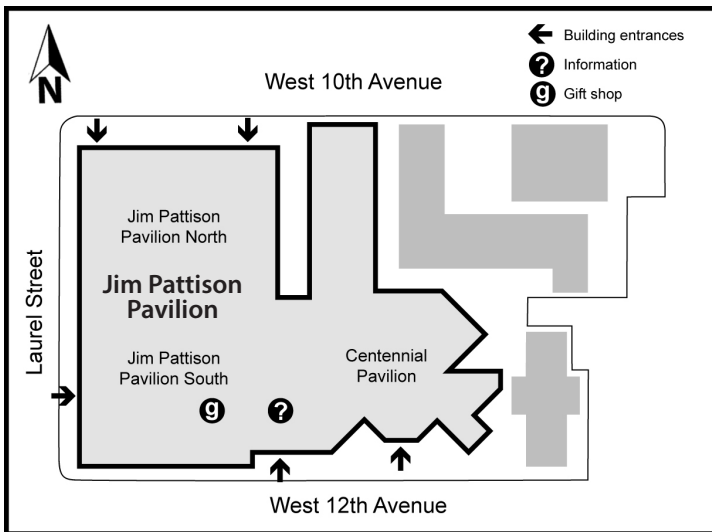 N
Building entrances
? Information
g Gift shop
West 10th Avenue
Laurel Street
Jim Pattison
Pavilion North
Jim Pattison
Pavilion
Jim Pattison
Pavilion South
Centennial
Pavilion
g
?
West 12th Avenue